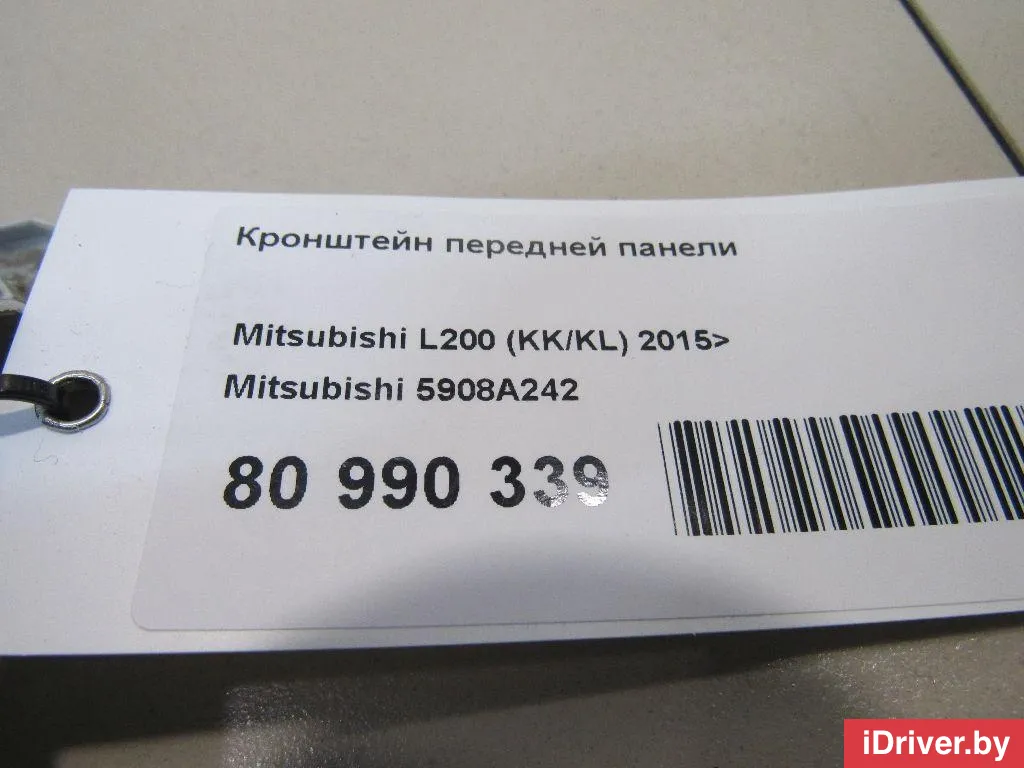 Кронштейн передней панели
Mitsubishi L200 (KK/KL) 2015>
Mitsubishi 5908A242
80 990 339
iDriver.by